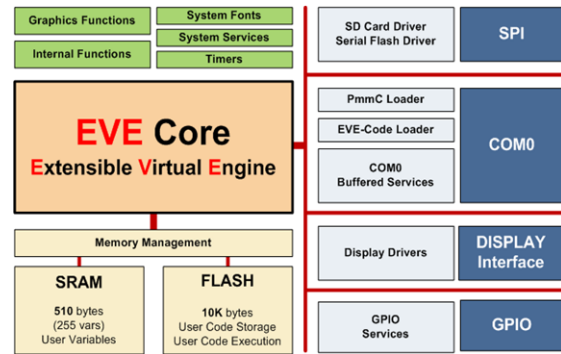 Graphics Functions
Internal Functions
System Fonts
System Services
Timers
EVE Core
Extensible Virtual Engine
Memory Management
SRAM
510 bytes
(255 vars)
User Variables
FLASH
10K bytes
User Code Storage
User Code Execution
SD Card Driver
Serial Flash Driver
SPI
PmmC Loader
EVE-Code Loader
COM0
Buffered Services
COM0
Display Drivers
DISPLAY
Interface
GPIO
Services
GPIO